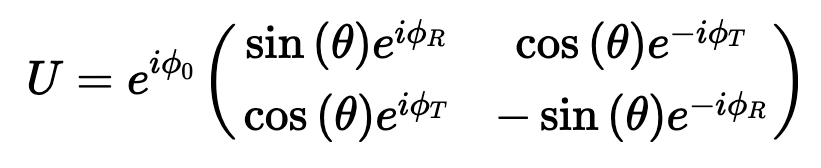 U = e^{iϕ_0} ( sin (θ)e^{iϕ_R} cos (θ)e^{-iϕ_T}
cos (θ)e^{iϕ_T} − sin (θ)e^{-iϕ_R} )